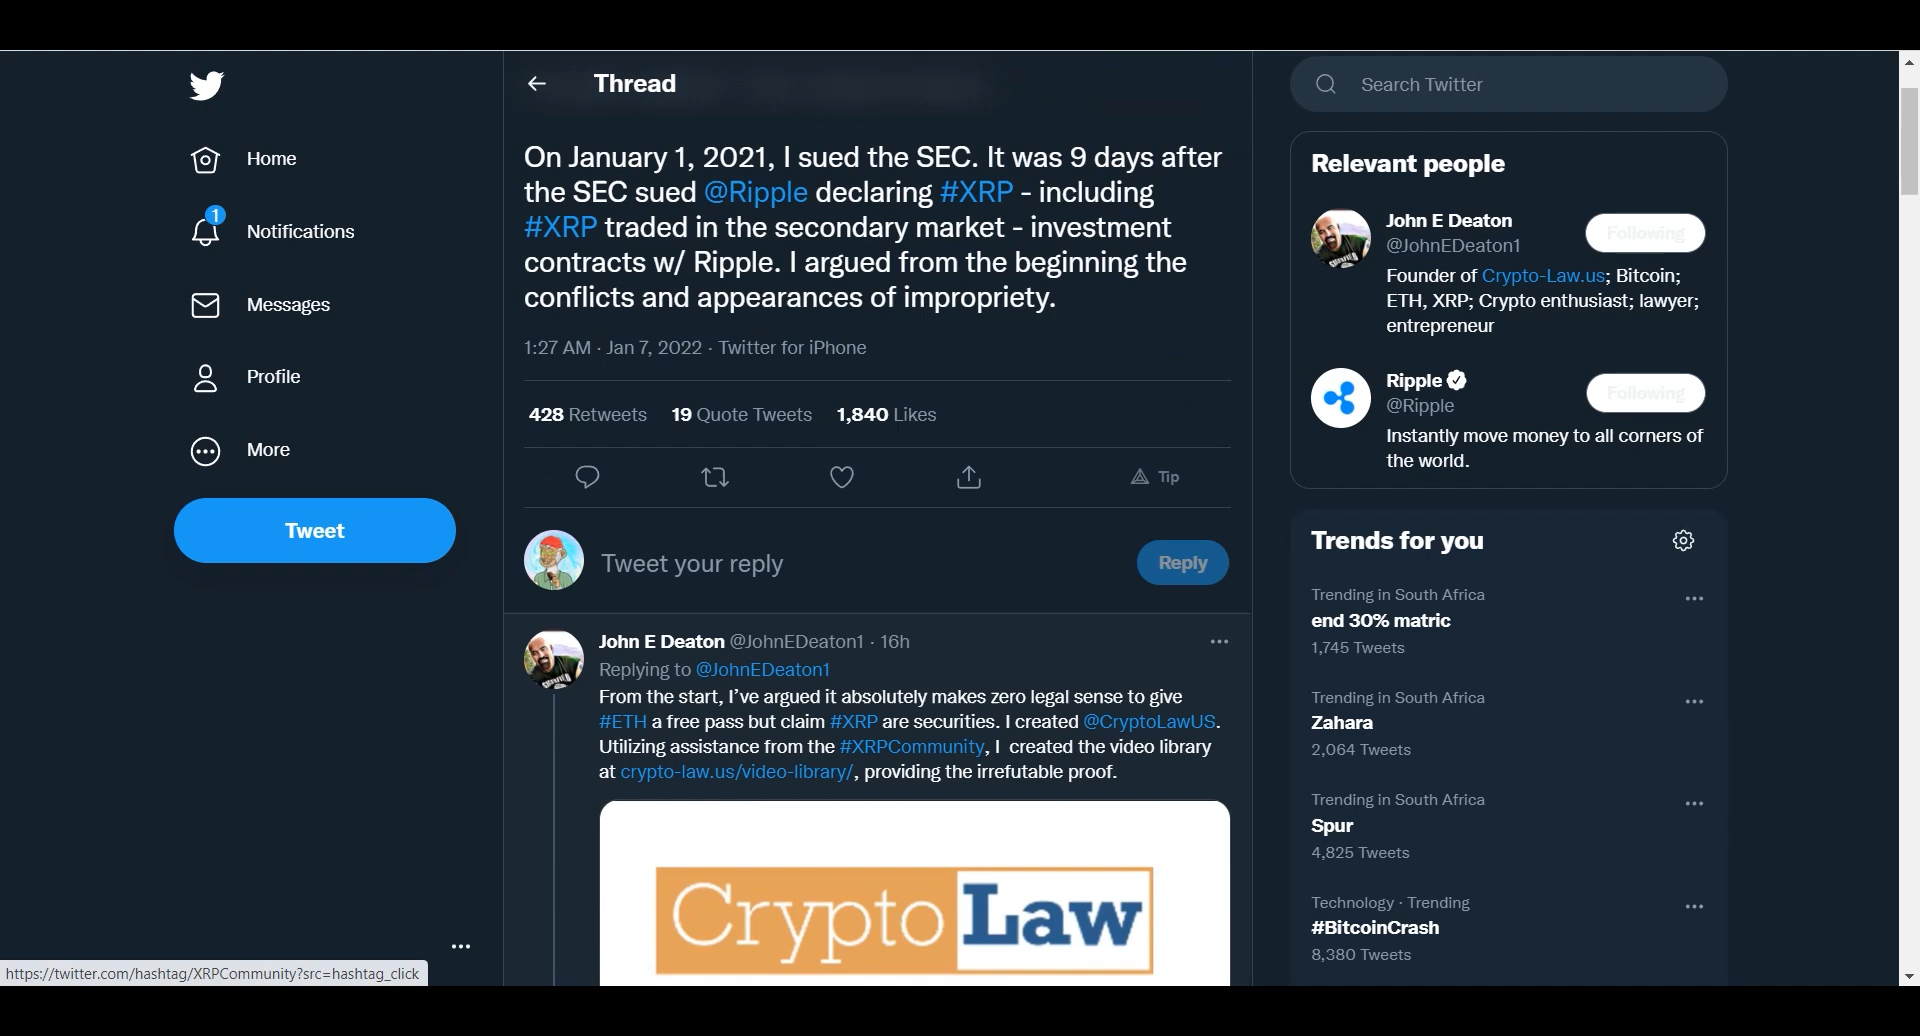 Home
1
Notifications
Messages
Profile
More
Tweet
Thread
On January 1, 2021, I sued the SEC. It was 9 days after
the SEC sued @Ripple declaring #XRP - including
#XRP traded in the secondary market - investment
contracts w/ Ripple. I argued from the beginning the
conflicts and appearances of impropriety.
1:27 AM · Jan 7, 2022 · Twitter for iPhone
428 Retweets 19 Quote Tweets 1,840 Likes
Tip
Tweet your reply
Reply
John E Deaton @JohnEDeaton1 · 16h
Replying to @JohnEDeaton1
From the start, I’ve argued it absolutely makes zero legal sense to give
#ETH a free pass but claim #XRP are securities. I created @CryptoLawUS.
Utilizing assistance from the #XRPCommunity, I created the video library
at crypto-law.us/video-library/, providing the irrefutable proof.
CryptoLaw
Search Twitter
Relevant people
John E Deaton
Following
@JohnEDeaton1
Founder of Crypto-Law.us; Bitcoin;
ETH, XRP; Crypto enthusiast; lawyer;
entrepreneur
Ripple
Following
@Ripple
Instantly move money to all corners of
the world.
Trends for you
Trending in South Africa
end 30% matric
1,745 Tweets
Trending in South Africa
Zahara
2,064 Tweets
Trending in South Africa
Spur
4,825 Tweets
Technology · Trending
#BitcoinCrash
8,380 Tweets
https://twitter.com/hashtag/XRPCommunity?src=hashtag_click